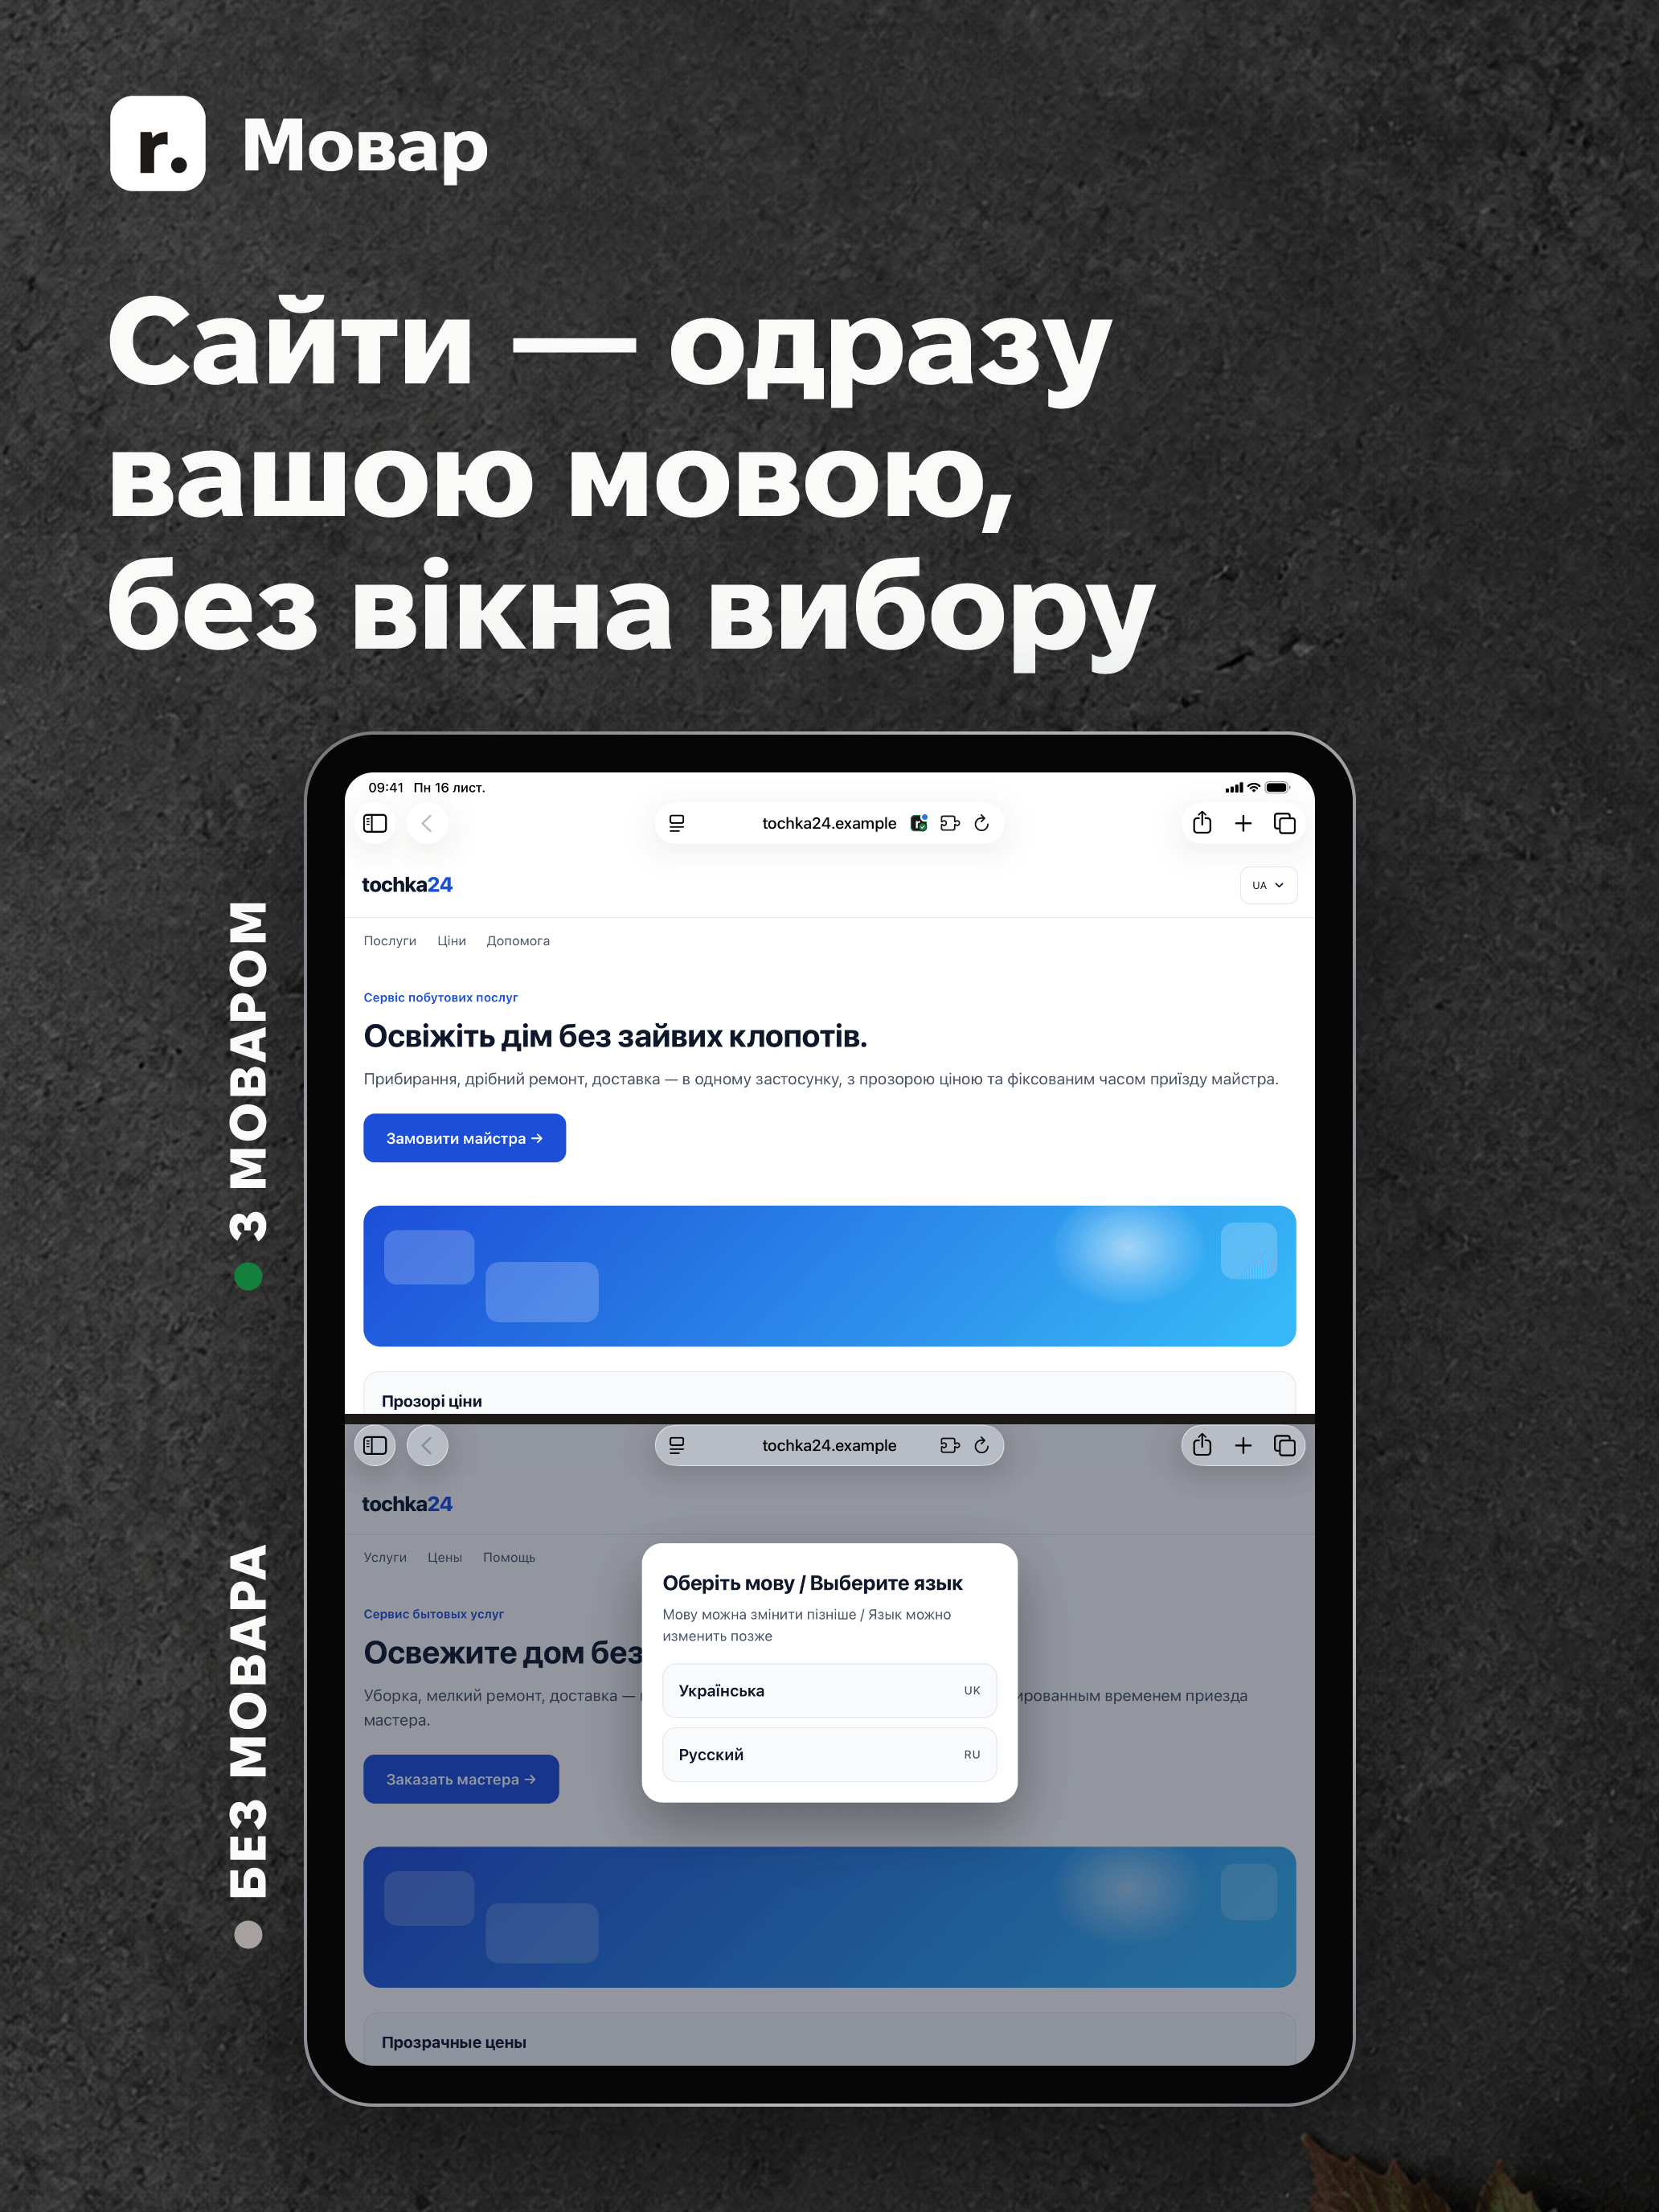 r. Мовар
Сайти — одразу
вашою мовою,
без вікна вибору
З МОВАРОМ
09:41 Пн 16 лист.
tochka24.example
tochka24
UA
Послуги Ціни Допомога
Сервіс побутових послуг
Освіжіть дім без зайвих клопотів.
Прибирання, дрібний ремонт, доставка — в одному застосунку, з прозорою ціною та фіксованим часом приїзду майстра.
Замовити майстра →
Прозорі ціни
БЕЗ МОВАРА
tochka24.example
tochka24
Услуги Цены Помощь
Сервис бытовых услуг
Освежите дом без
Уборка, мелкий ремонт, доставка — ированным временем приезда
мастера.
Заказать мастера →
Оберіть мову / Выберите язык
Мову можна змінити пізніше / Язык можно
изменить позже
Українська UK
Русский RU
Прозрачные цены